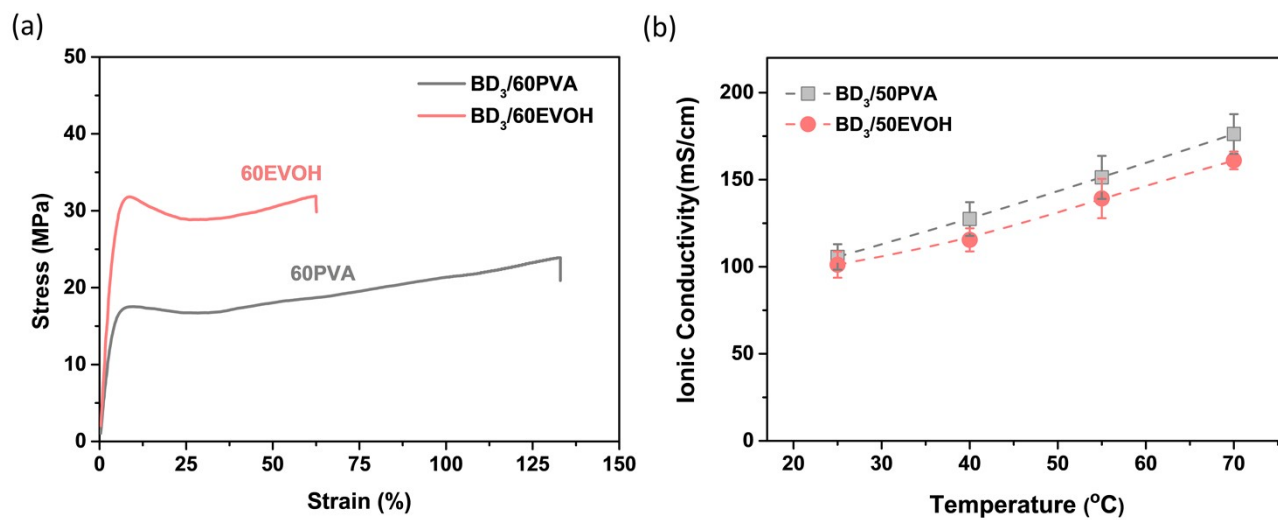 (a)
50
40
30
20
10
0
Stress (MPa)
BD₃/60PVA
BD₃/60EVOH
60EVOH
60PVA
0 25 50 75 100 125 150
Strain (%)
(b)
200
150
100
50
0
Ionic Conductivity(mS/cm)
BD₃/50PVA
BD₃/50EVOH
20 30 40 50 60 70
Temperature (°C)